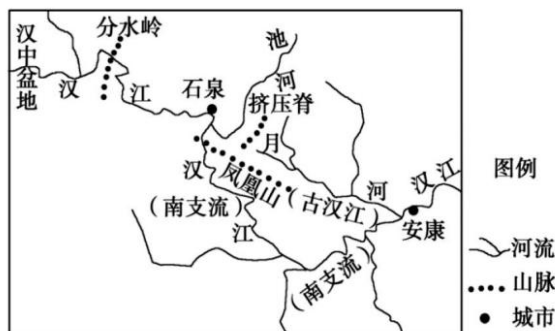 分水岭
汉中盆地
汉
江
石泉
池
河
挤压脊
月
河
汉
江
凤凰山
(古汉江)
汉江
安康
(南支流)
(南支流)
图例
河流
山脉
城市